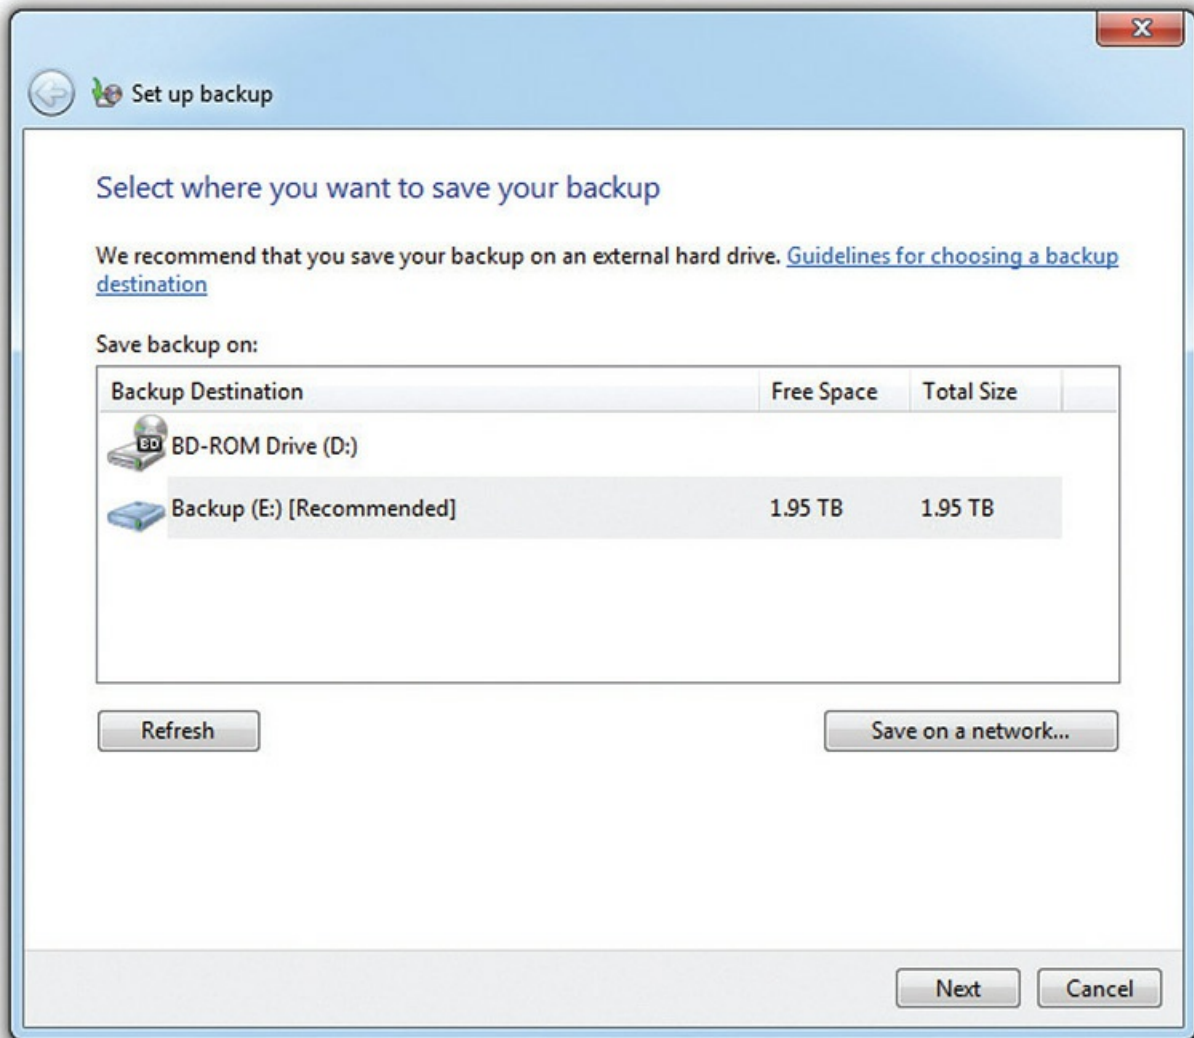 Set up backup
Select where you want to save your backup
We recommend that you save your backup on an external hard drive. Guidelines for choosing a backup
destination
Save backup on:
Backup Destination Free Space Total Size
BD
BD-ROM Drive (D:)
Backup (E:) [Recommended] 1.95 TB 1.95 TB
Refresh Save on a network...
Next Cancel